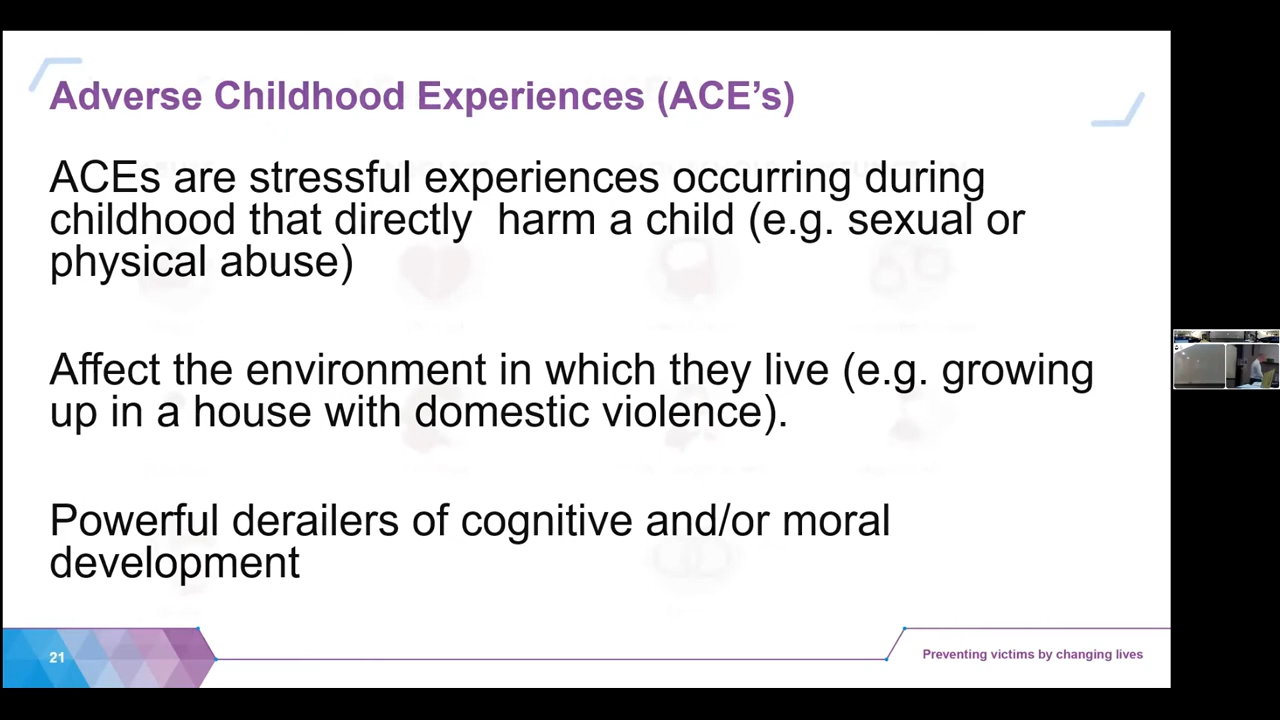 Adverse Childhood Experiences (ACE’s)
ACEs are stressful experiences occurring during
childhood that directly  harm a child (e.g. sexual or
physical abuse)
Affect the environment in which they live (e.g. growing
up in a house with domestic violence).
Powerful derailers of cognitive and/or moral
development
21
Preventing victims by changing lives